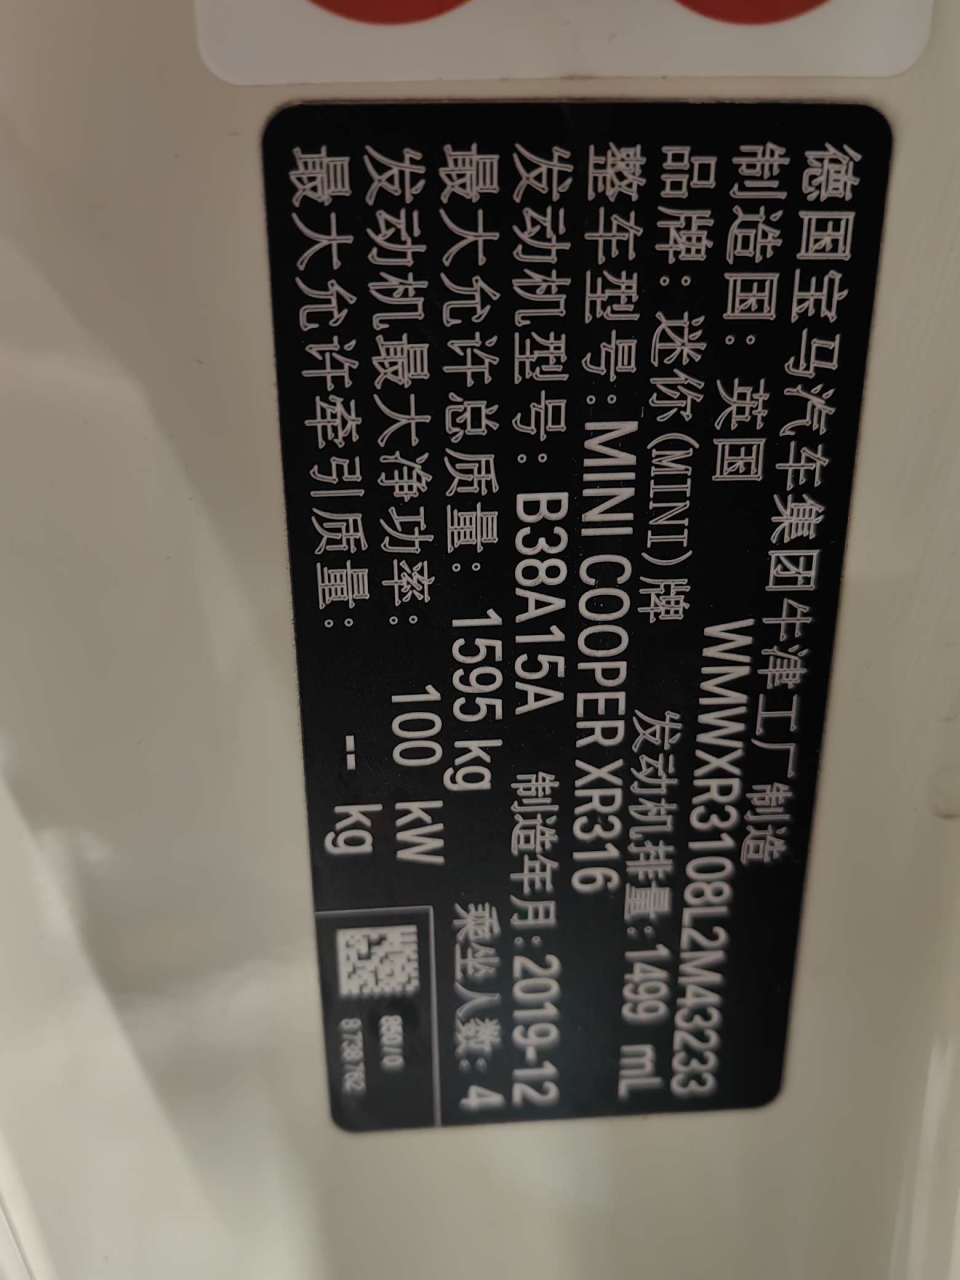 德国宝马汽车集团牛津工厂制造
制造国：英国 WMWXR3108L2M43233
品牌：迷你(MINI)牌 发动机排量：1499 mL
整车型号：MINI COOPER XR316
发动机型号：B38A15A 制造年月：2019-12
最大允许总质量：1595 kg 乘坐人数：4
发动机最大净功率：100 kW
最大允许牵引质量：-- kg
850/0
8738762